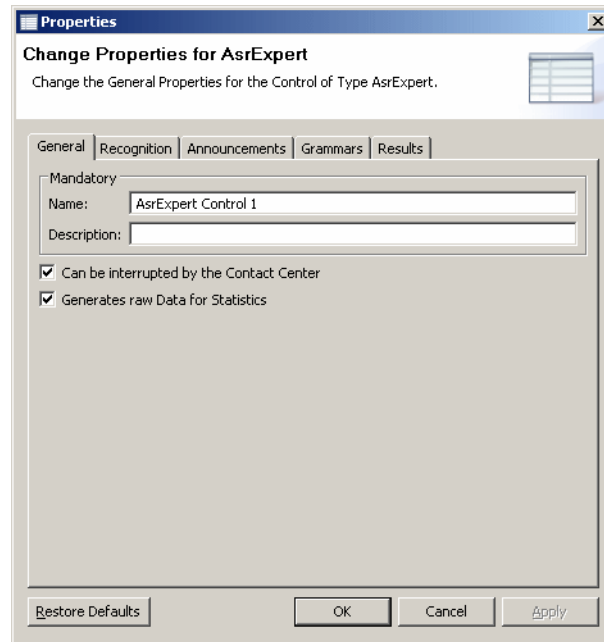 Properties
Change Properties for AsrExpert
Change the General Properties for the Control of Type AsrExpert.
General Recognition Announcements Grammars Results
Mandatory
Name: AsrExpert Control 1
Description:
Can be interrupted by the Contact Center
Generates raw Data for Statistics
Restore Defaults OK Cancel Apply